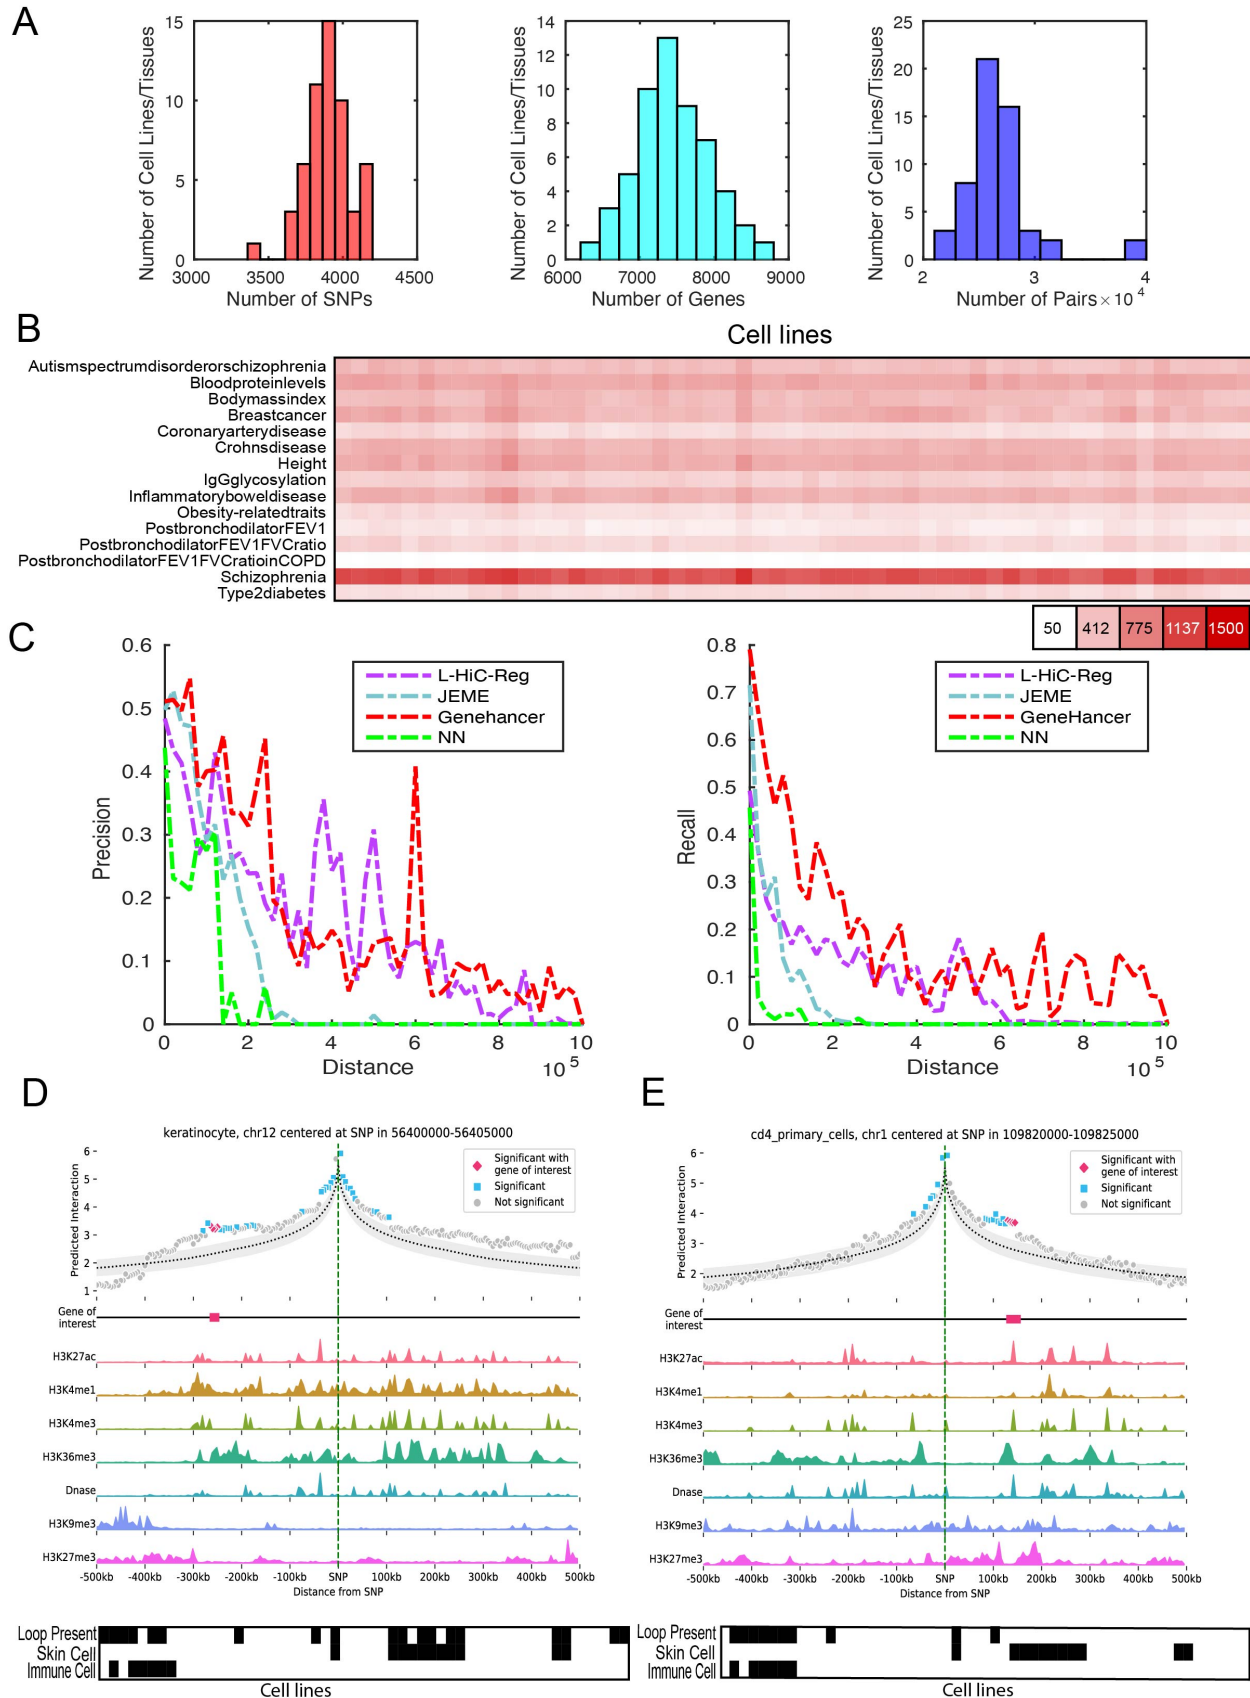 A
Number of Cell Lines/Tissues
15
10
5
0
3000 3500 4000 4500
Number of SNPs
Number of Cell Lines/Tissues
14
12
10
8
6
4
2
0
6000 7000 8000 9000
Number of Genes
Number of Cell Lines/Tissues
25
20
15
10
5
0
2 3 4
Number of Pairs × 10 4
B
Cell lines
Autismspectrumdisorderorschizophrenia
Bloodproteinlevels
Bodymassindex
Breastcancer
Coronaryarterydisease
Crohnsdisease
Height
IgGglycosylation
Inflammatoryboweldisease
Obesity-relatedtraits
PostbronchodilatorFEV1
PostbronchodilatorFEV1FVCratio
PostbronchodilatorFEV1FVCratioinCOPD
Schizophrenia
Type2diabetes
50 412 775 1137 1500
C
Precision
0.6
0.5
0.4
0.3
0.2
0.1
0
L-HiC-Reg
JEME
Genehancer
NN
0 2 4 6 8 10
Distance
10 5
Recall
0.8
0.7
0.6
0.5
0.4
0.3
0.2
0.1
0
L-HiC-Reg
JEME
GeneHancer
NN
0 2 4 6 8 10
Distance
10 5
D
keratinocyte, chr12 centered at SNP in 56400000-56405000
Predicted Interaction
6
5
4
3
2
1
Significant with
gene of interest
Significant
Not significant
Gene of
interest
H3K27ac
H3K4me1
H3K4me3
H3K36me3
Dnase
H3K9me3
H3K27me3
-500kb -400kb -300kb -200kb -100kb SNP 100kb 200kb 300kb 400kb 500kb
Distance from SNP
Loop Present
Skin Cell
Immune Cell
Cell lines
E
cd4_primary_cells, chr1 centered at SNP in 109820000-109825000
Predicted Interaction
6
5
4
3
2
Significant with
gene of interest
Significant
Not significant
Gene of
interest
H3K27ac
H3K4me1
H3K4me3
H3K36me3
Dnase
H3K9me3
H3K27me3
-500kb -400kb -300kb -200kb -100kb SNP 100kb 200kb 300kb 400kb 500kb
Distance from SNP
Loop Present
Skin Cell
Immune Cell
Cell lines